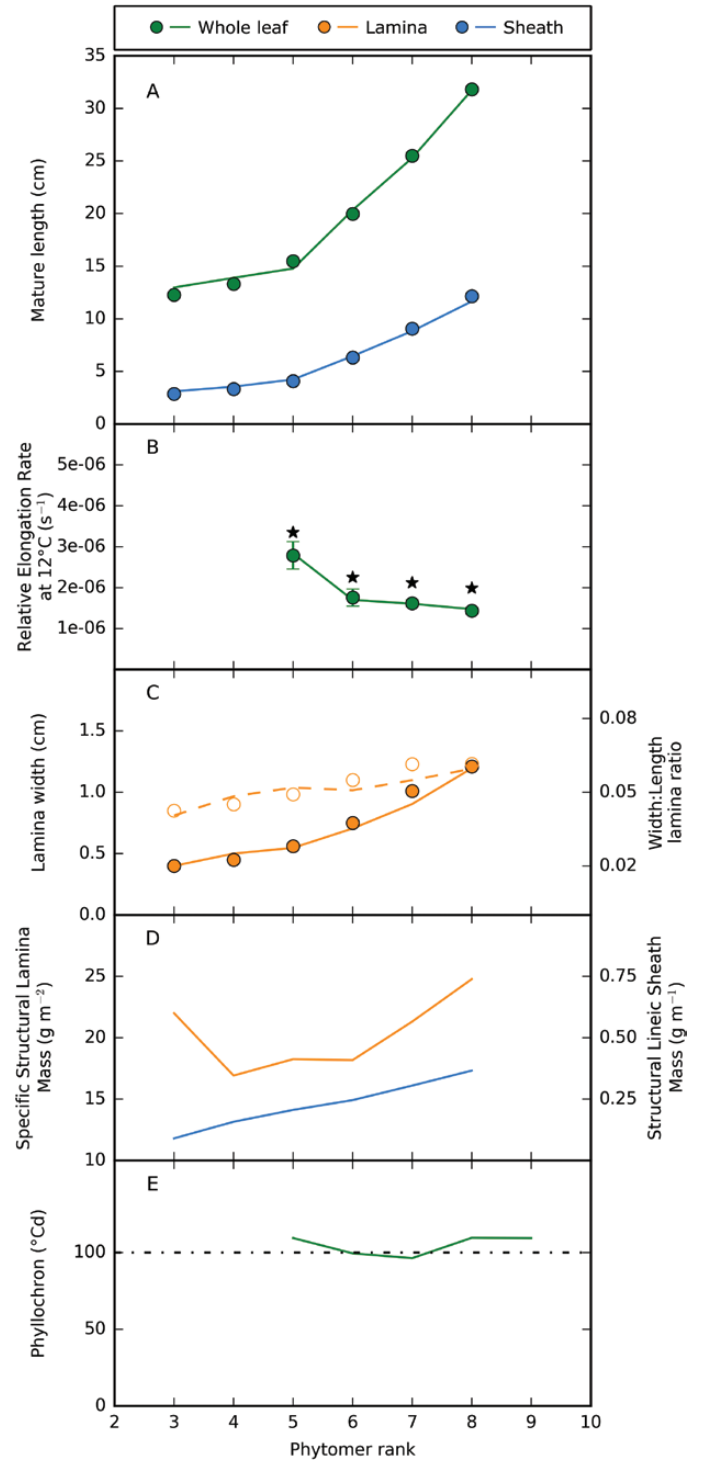 Whole leaf Lamina Sheath
A
35
30
25
20
15
10
5
0
Mature length (cm)
B
5e-06
4e-06
3e-06
2e-06
1e-06
Relative Elongation Rate
at 12°C (s⁻¹)
C
1.5
1.0
0.5
0.0
Lamina width (cm)
0.08
0.05
0.02
Width:Length
lamina ratio
D
25
20
15
10
Specific Structural Lamina
Mass (g m⁻²)
0.75
0.50
0.25
Structural Lineic Sheath
Mass (g m⁻¹)
E
100
50
0
Phyllochron (°Cd)
2 3 4 5 6 7 8 9 10
Phytomer rank